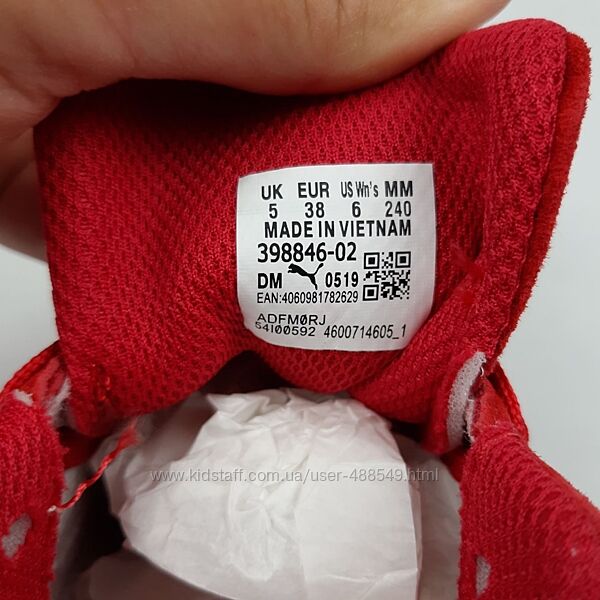 UK EUR US Wn's MM
5 38 6 240
MADE IN VIETNAM
398846-02
DM 0519
EAN:4060981782629
ADFM0RJ
54I00592 4600714605_1
www.kidstaff.com.ua/user-488549.html